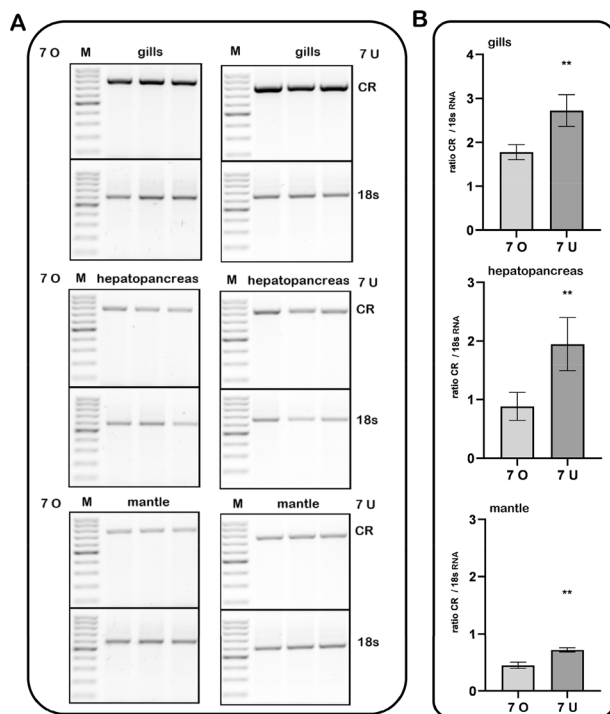 A
7 O M gills
M gills 7 U
CR
18s
7 O M hepatopancreas
M hepatopancreas 7 U
CR
18s
7 O M mantle
M mantle 7 U
CR
18s
B
gills
**
ratio CR / 18s RNA
4
3
2
1
0
7 O 7 U
hepatopancreas
**
ratio CR / 18s RNA
3
2
1
0
7 O 7 U
mantle
**
ratio CR / 18s RNA
3
2
1
0
7 O 7 U